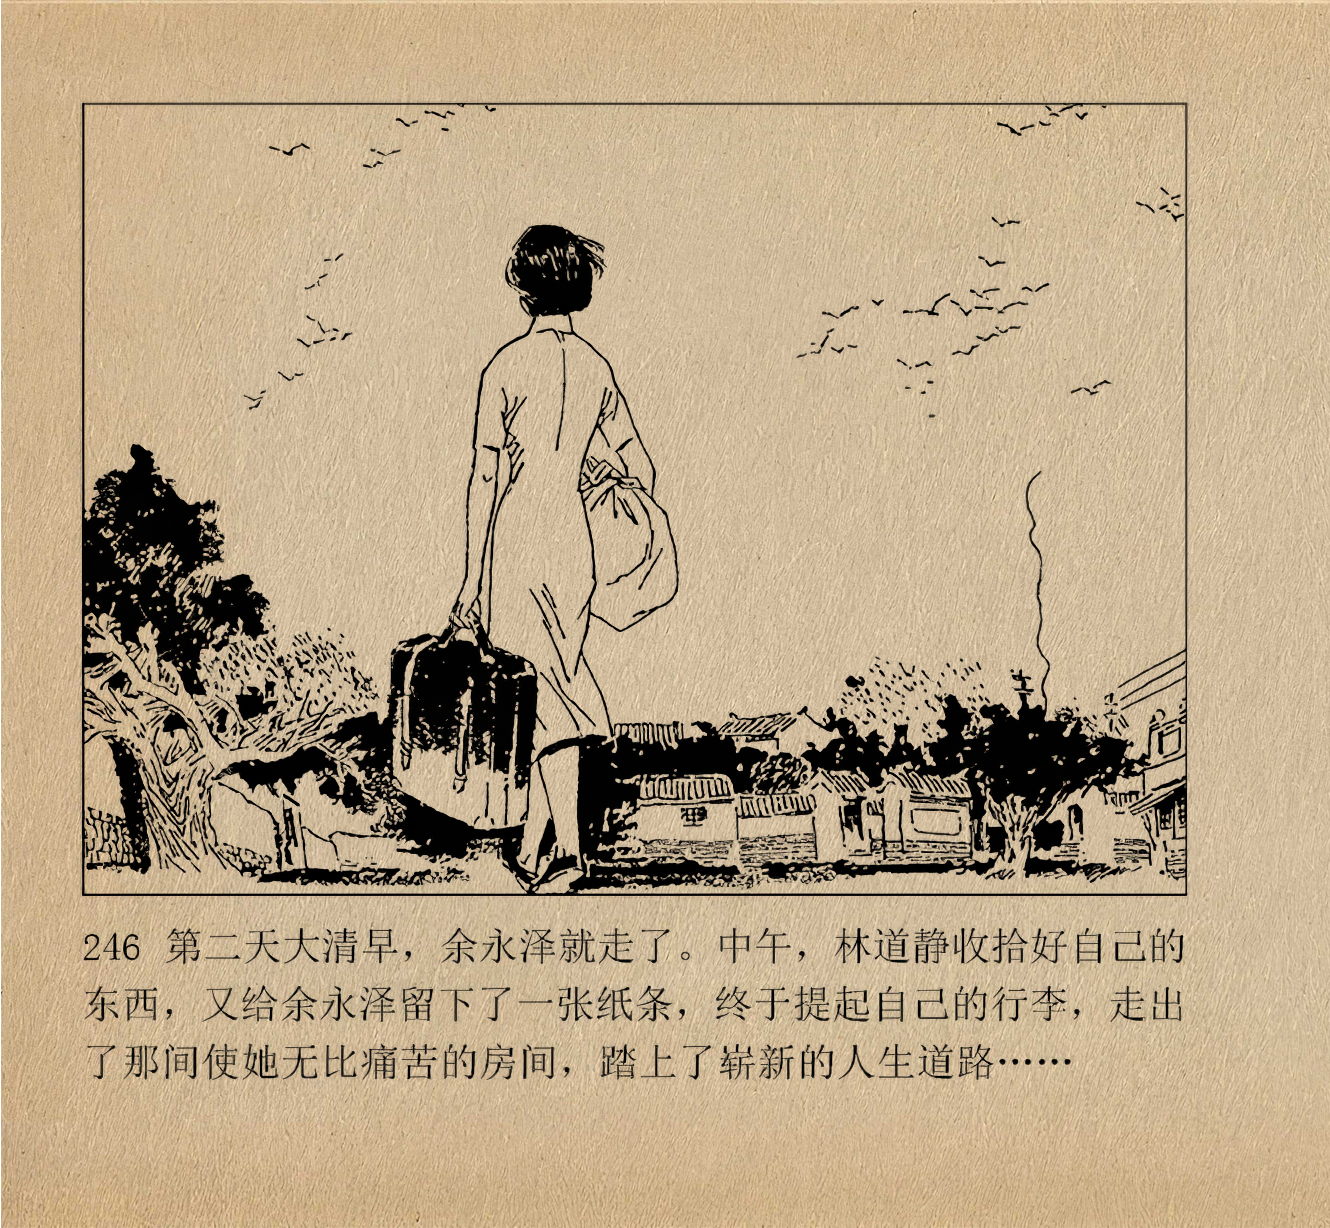 246 第二天大清早，余永泽就走了。中午，林道静收拾好自己的
东西，又给余永泽留下了一张纸条，终于提起自己的行李，走出
了那间使她无比痛苦的房间，踏上了崭新的人生道路……